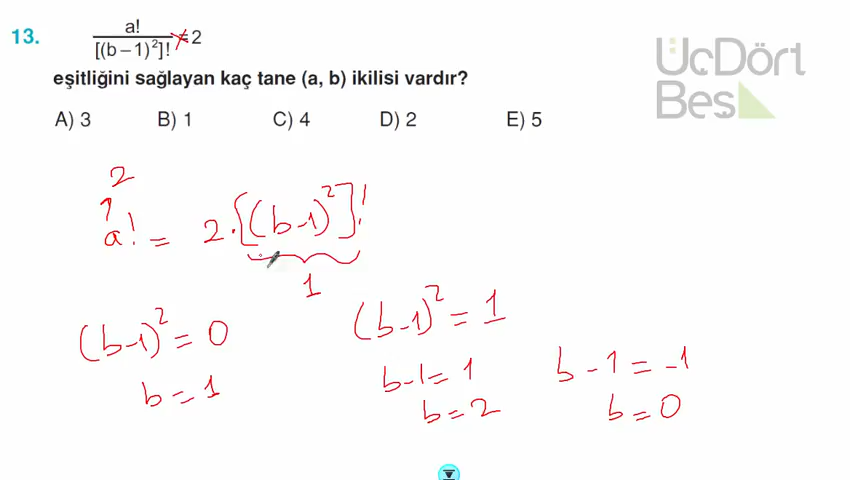 13. a! / [(b – 1)²]! = 2
eşitliğini sağlayan kaç tane (a, b) ikilisi vardır?
A) 3 B) 1 C) 4 D) 2 E) 5
ÜçDört
Beş
2
a! = 2·[(b-1)²]!
1
(b-1)² = 0
b = 1
(b-1)² = 1
b-1 = 1
b = 2
b - 1 = -1
b = 0